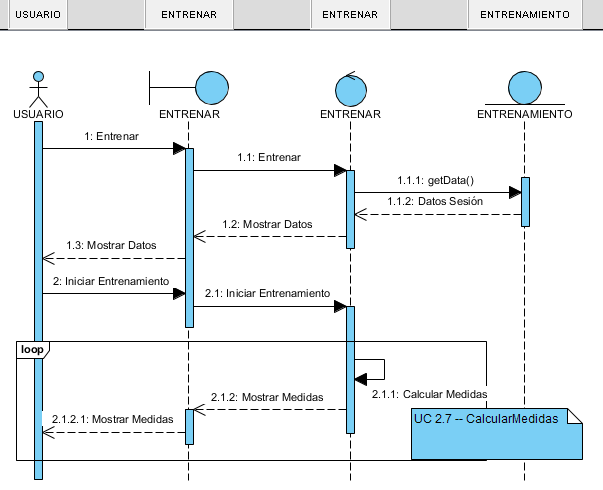 USUARIO ENTRENAR ENTRENAR ENTRENAMIENTO
USUARIO ENTRENAR ENTRENAR ENTRENAMIENTO
1: Entrenar
1.1: Entrenar
1.1.1: getData()
1.1.2: Datos Sesión
1.2: Mostrar Datos
1.3: Mostrar Datos
2: Iniciar Entrenamiento
2.1: Iniciar Entrenamiento
loop
2.1.1: Calcular Medidas
2.1.2: Mostrar Medidas
2.1.2.1: Mostrar Medidas
UC 2.7 -- CalcularMedidas